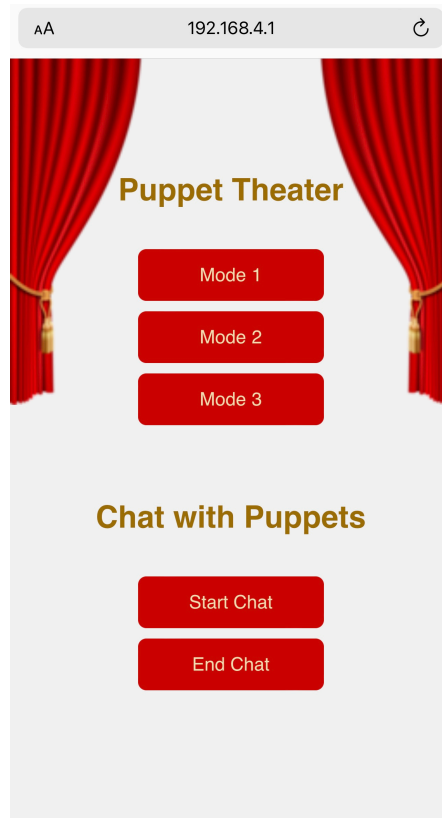 AA
192.168.4.1
Puppet Theater
Mode 1
Mode 2
Mode 3
Chat with Puppets
Start Chat
End Chat